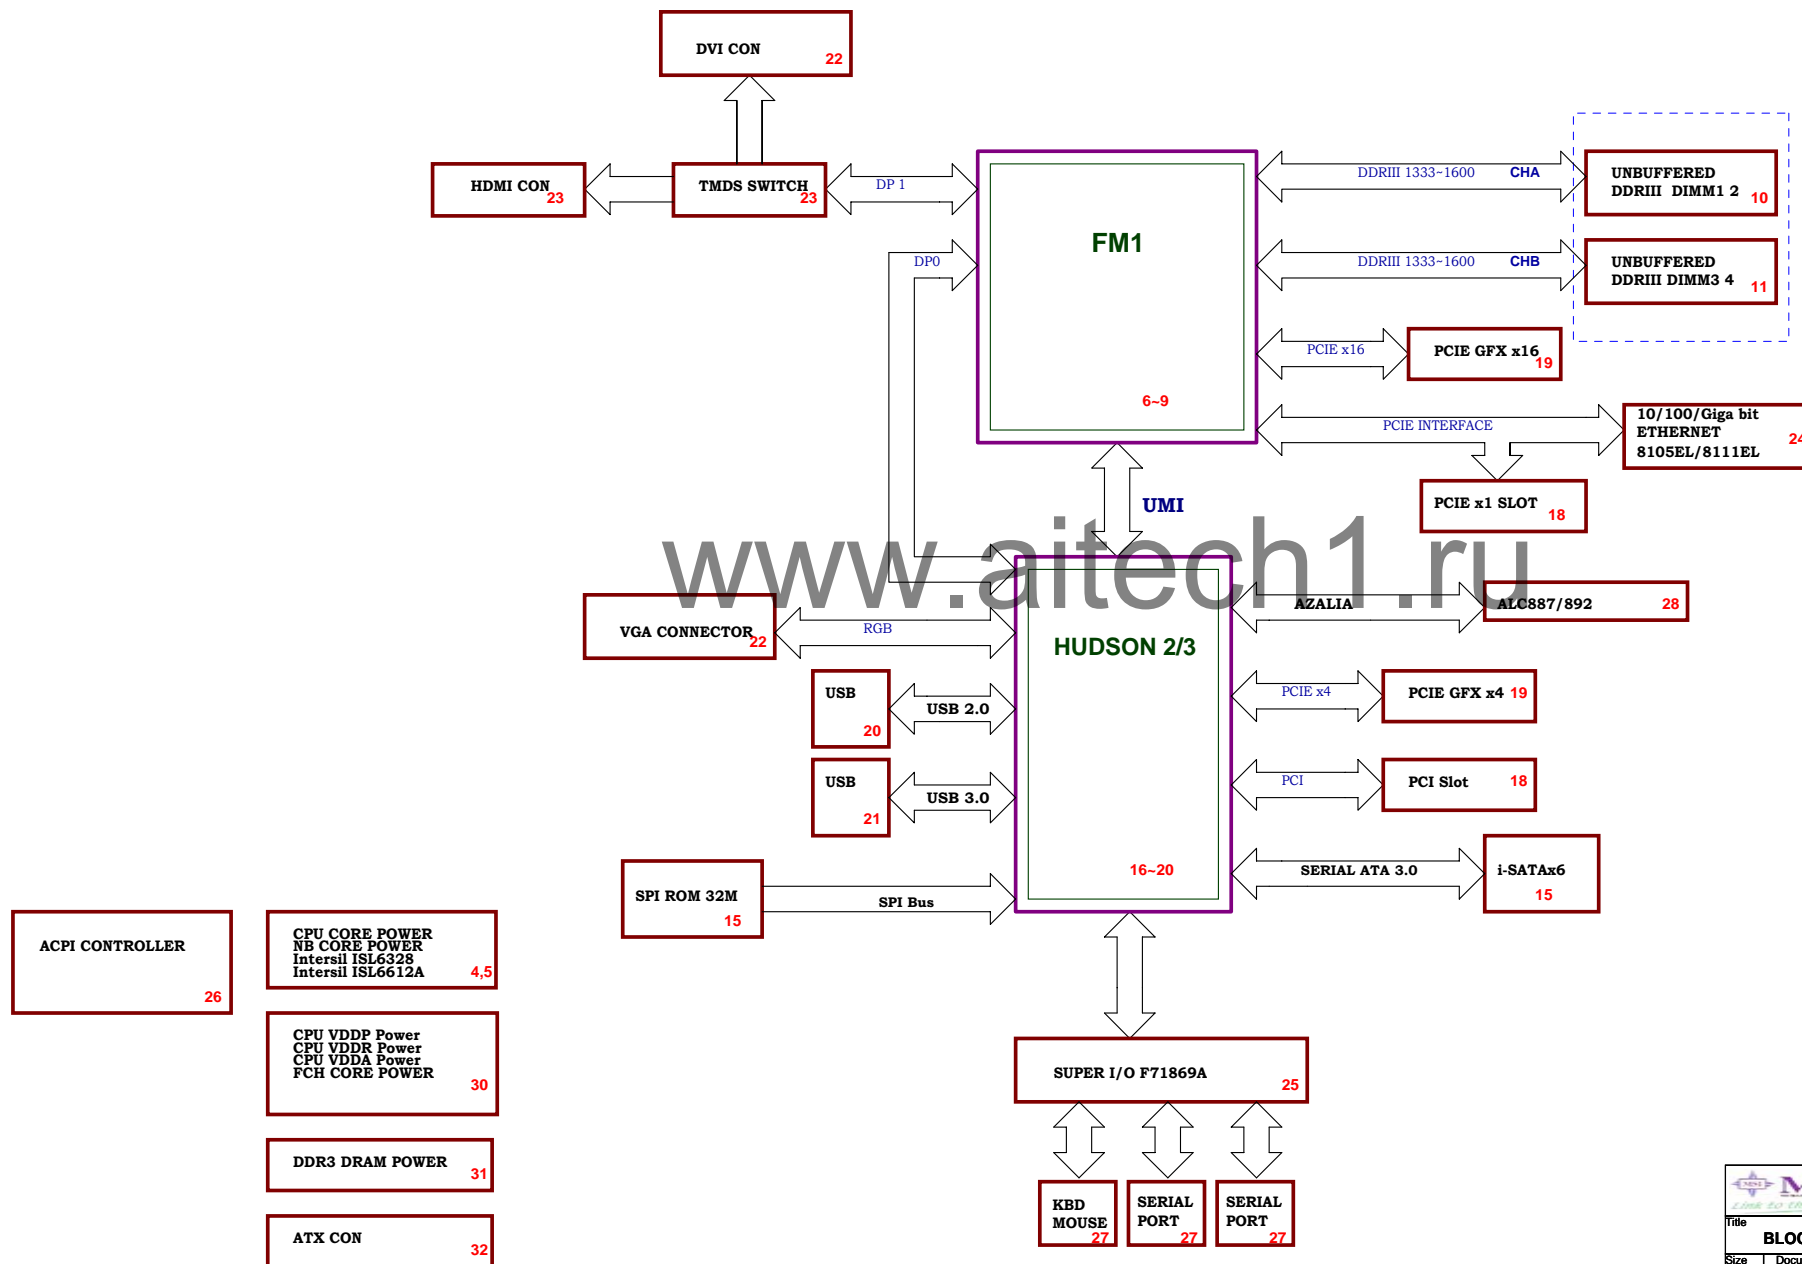 DVI CON
22
HDMI CON
23
TMDS SWITCH
23
DP 1
FM1
6~9
DP0
DDRIII 1333~1600 CHA
UNBUFFERED
DDRIII DIMM1 2
10
DDRIII 1333~1600 CHB
UNBUFFERED
DDRIII DIMM3 4
11
PCIE x16
PCIE GFX x16
19
PCIE INTERFACE
10/100/Giga bit
ETHERNET
8105EL/8111EL
24
PCIE x1 SLOT
18
UMI
www.aitech1.ru
VGA CONNECTOR
22
RGB
HUDSON 2/3
16~20
AZALIA
ALC887/892
28
USB
20
USB 2.0
PCIE x4
PCIE GFX x4
19
USB
21
USB 3.0
PCI
PCI Slot
18
SPI ROM 32M
15
SPI Bus
SERIAL ATA 3.0
i-SATAx6
15
ACPI CONTROLLER
26
CPU CORE POWER
NB CORE POWER
Intersil ISL6328
Intersil ISL6612A
4,5
CPU VDDP Power
CPU VDDR Power
CPU VDDA Power
FCH CORE POWER
30
SUPER I/O F71869A
25
DDR3 DRAM POWER
31
KBD
MOUSE
27
SERIAL
PORT
27
SERIAL
PORT
27
ATX CON
32
MSI
Title
Size